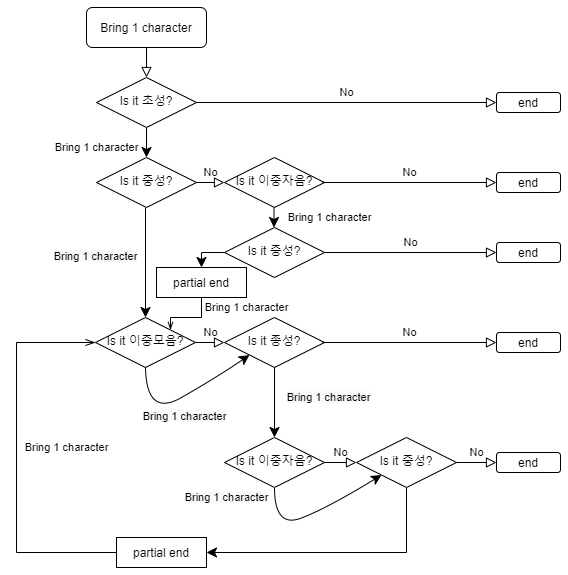 Bring 1 character
Is it 초성?
No
end
Bring 1 character
Is it 중성?
No
Is it 이중자음?
No
end
Bring 1 character
Is it 중성?
No
end
Bring 1 character
partial end
Bring 1 character
Is it 이중모음?
No
Is it 종성?
No
end
Bring 1 character
Bring 1 character
Bring 1 character
Is it 이중자음?
No
Is it 중성?
No
end
Bring 1 character
partial end